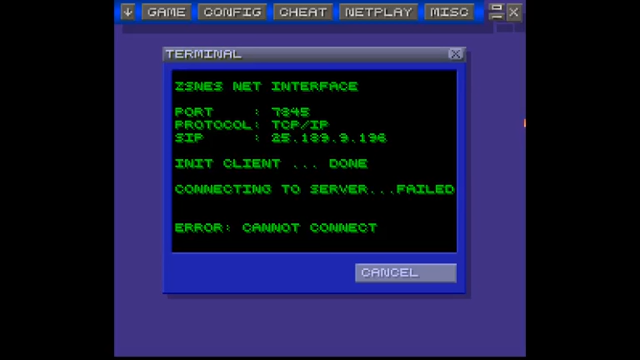 GAME CONFIG CHEAT NETPLAY MISC
TERMINAL
ZSNES NET INTERFACE
PORT : 7845
PROTOCOL: TCP/IP
SIP : 25.189.9.196
INIT CLIENT ... DONE
CONNECTING TO SERVER...FAILED
ERROR: CANNOT CONNECT
CANCEL